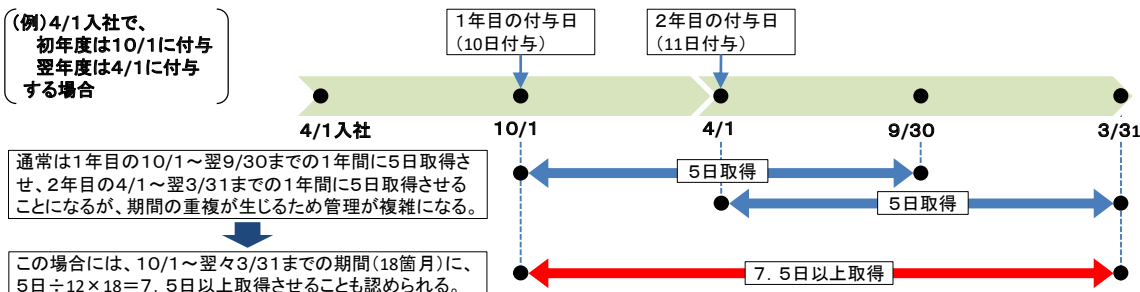 (例)4/1入社で、
初年度は10/1に付与
翌年度は4/1に付与
する場合
1年目の付与日
(10日付与)
2年目の付与日
(11日付与)
4/1入社
10/1
4/1
9/30
3/31
通常は1年目の10/1～翌9/30までの1年間に5日取得さ
せ、2年目の4/1～翌3/31までの1年間に5日取得させる
ことになるが、期間の重複が生じるため管理が複雑になる。
5日取得
5日取得
この場合には、10/1～翌々3/31までの期間(18箇月)に、
5日÷12×18＝7．5日以上取得させることも認められる。
7．5日以上取得